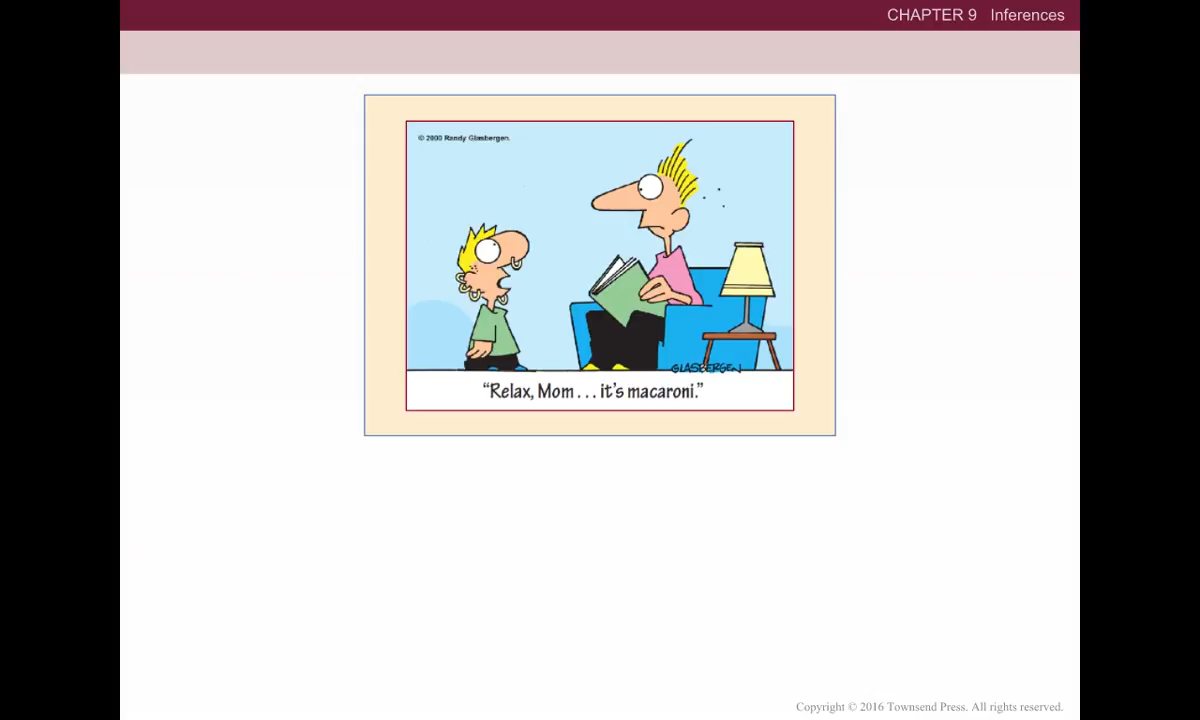 CHAPTER 9 Inferences
© 2000 Randy Glasbergen.
GLASBERGEN
“Relax, Mom . . . it’s macaroni.”
Copyright © 2016 Townsend Press. All rights reserved.